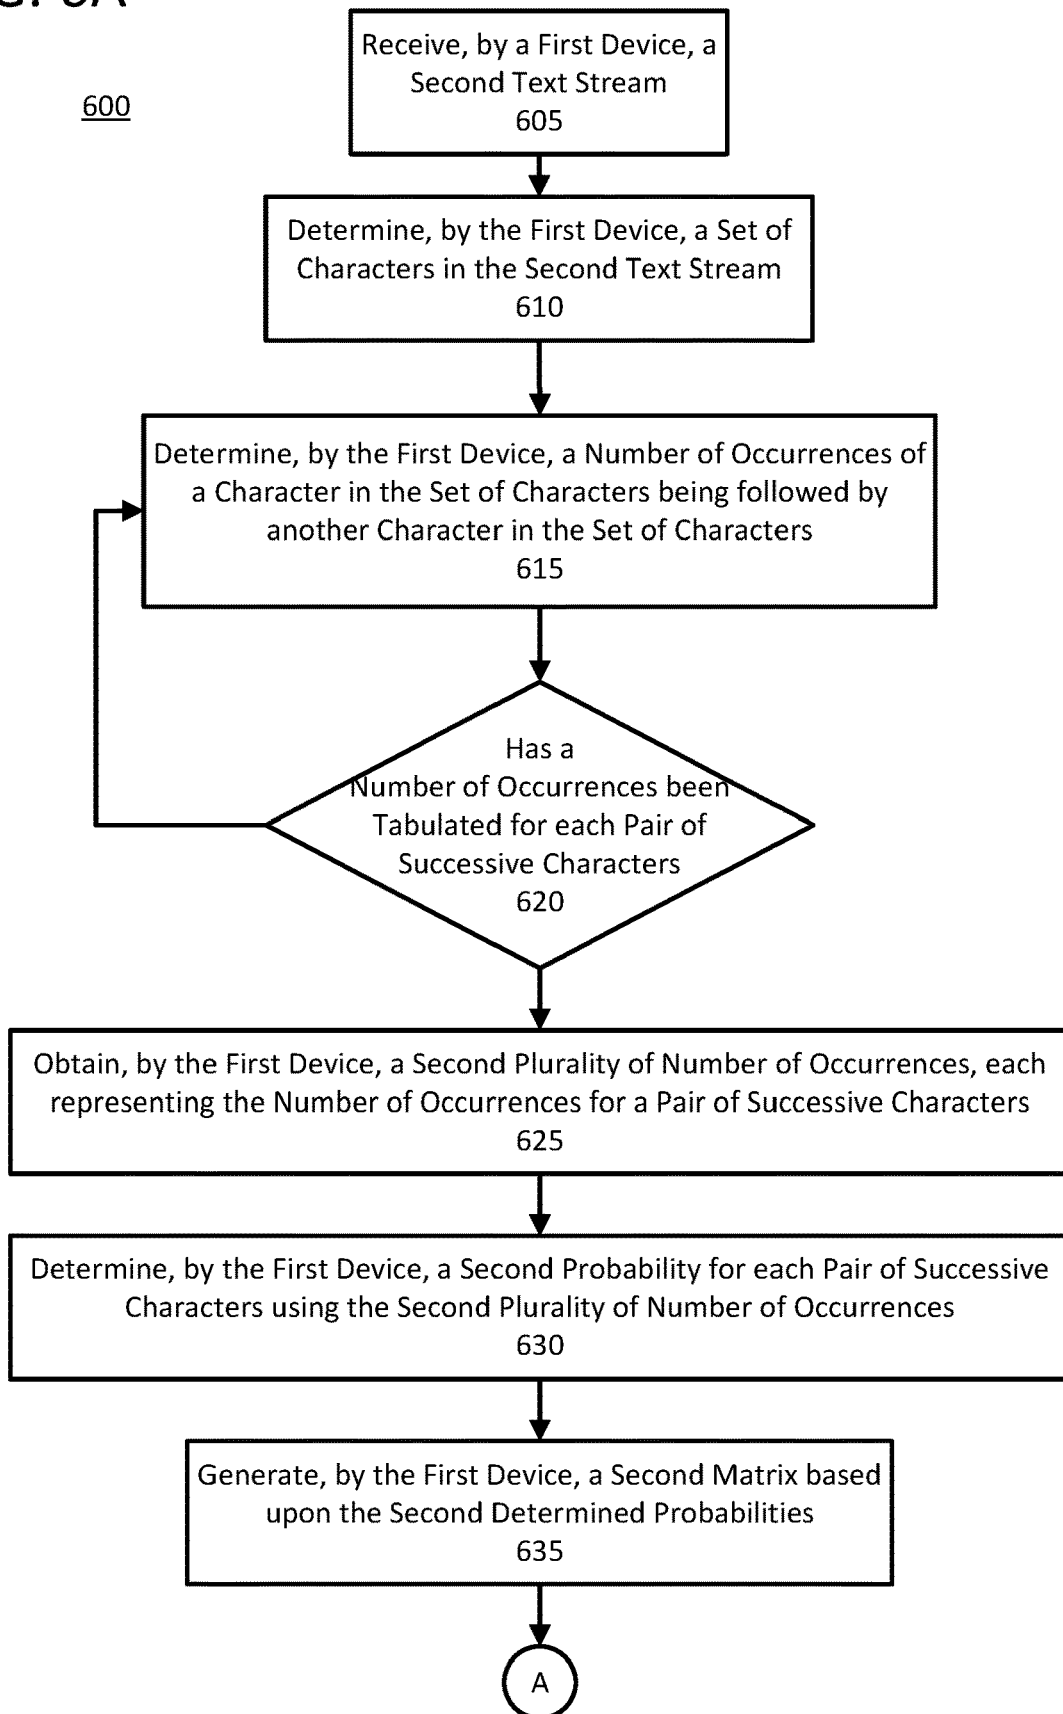 600
Receive, by a First Device, a
Second Text Stream
605
Determine, by the First Device, a Set of
Characters in the Second Text Stream
610
Determine, by the First Device, a Number of Occurrences of
a Character in the Set of Characters being followed by
another Character in the Set of Characters
615
Has a
Number of Occurrences been
Tabulated for each Pair of
Successive Characters
620
Obtain, by the First Device, a Second Plurality of Number of Occurrences, each
representing the Number of Occurrences for a Pair of Successive Characters
625
Determine, by the First Device, a Second Probability for each Pair of Successive
Characters using the Second Plurality of Number of Occurrences
630
Generate, by the First Device, a Second Matrix based
upon the Second Determined Probabilities
635
A